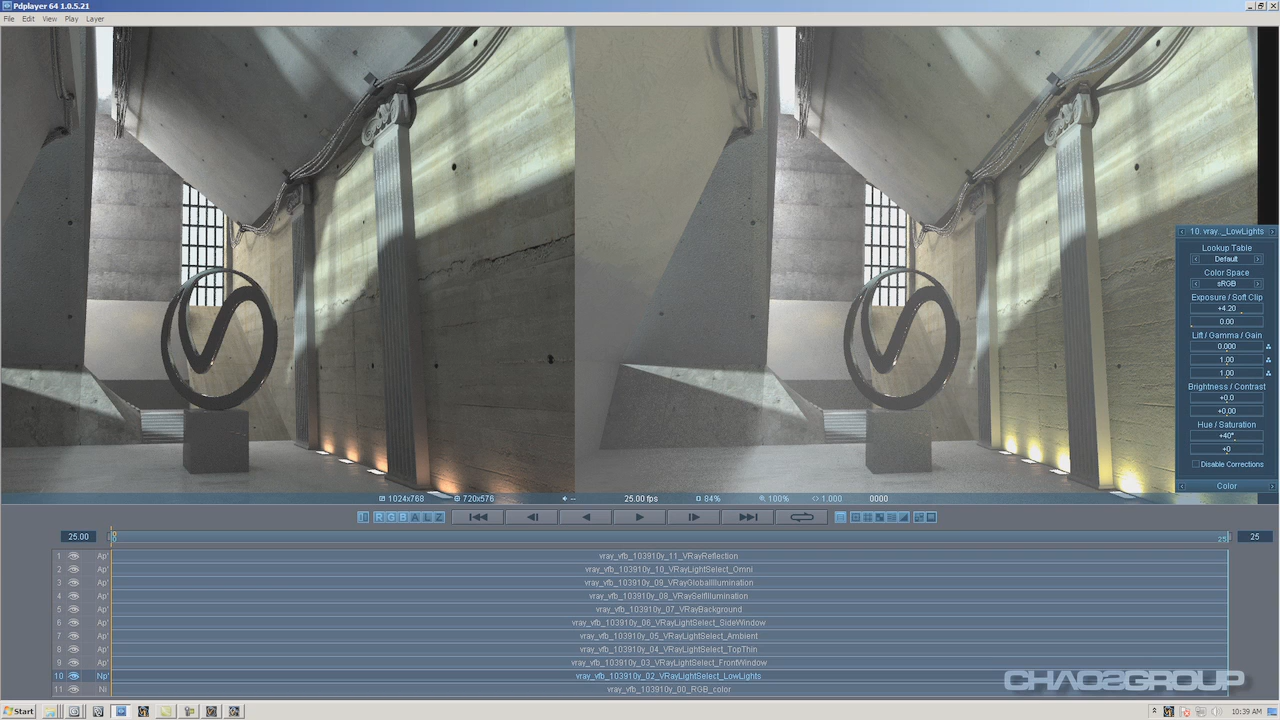 Pdplayer 64 1.0.5.21
File Edit View Play Layer
10. vray.._LowLights
Lookup Table
Default
Color Space
sRGB
Exposure / Soft Clip
+4.20
0.00
Lift / Gamma / Gain
0.000
1.00
1.00
Brightness / Contrast
+0.0
+0.00
Hue / Saturation
+40°
+0
Disable Corrections
Color
1024x768 720x576 25.00 fps 84% 100% 1.000 0000
R G B A L Z
25.00 0 25 25
1 Ap' vray_vfb_103910y_11_VRayReflection
2 Ap' vray_vfb_103910y_10_VRayLightSelect_Omni
3 Ap' vray_vfb_103910y_09_VRayGlobalIllumination
4 Ap' vray_vfb_103910y_08_VRaySelfIllumination
5 Ap' vray_vfb_103910y_07_VRayBackground
6 Ap' vray_vfb_103910y_06_VRayLightSelect_SideWindow
7 Ap' vray_vfb_103910y_05_VRayLightSelect_Ambient
8 Ap' vray_vfb_103910y_04_VRayLightSelect_TopThin
9 Ap' vray_vfb_103910y_03_VRayLightSelect_FrontWindow
10 Np' vray_vfb_103910y_02_VRayLightSelect_LowLights
11 Ni vray_vfb_103910y_00_RGB_color
CHAOSGROUP
Start 10:39 AM